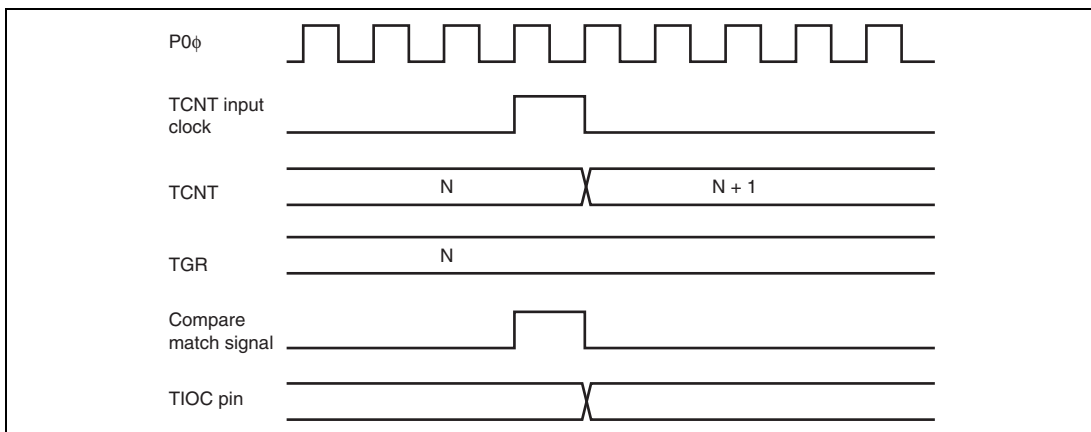 P0ϕ
TCNT input
clock
TCNT
N
N + 1
TGR
N
Compare
match signal
TIOC pin